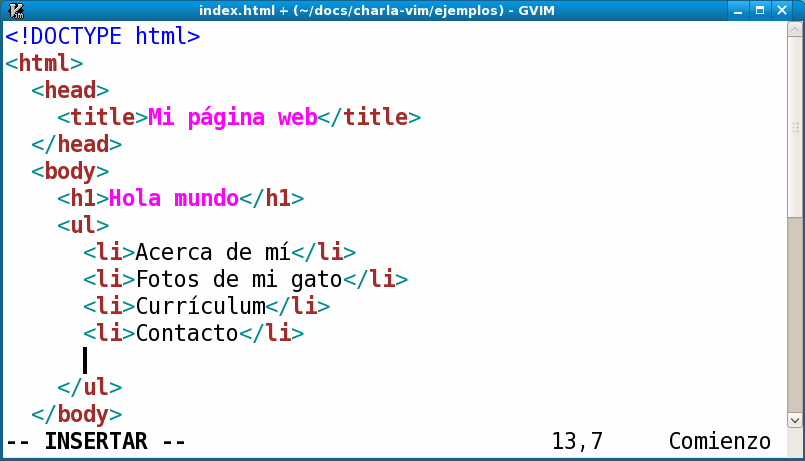 index.html + (~/docs/charla-vim/ejemplos) - GVIM
<!DOCTYPE html>
<html>
  <head>
    <title>Mi página web</title>
  </head>
  <body>
    <h1>Hola mundo</h1>
    <ul>
      <li>Acerca de mí</li>
      <li>Fotos de mi gato</li>
      <li>Currículum</li>
      <li>Contacto</li>
    </ul>
  </body>
-- INSERTAR -- 13,7 Comienzo